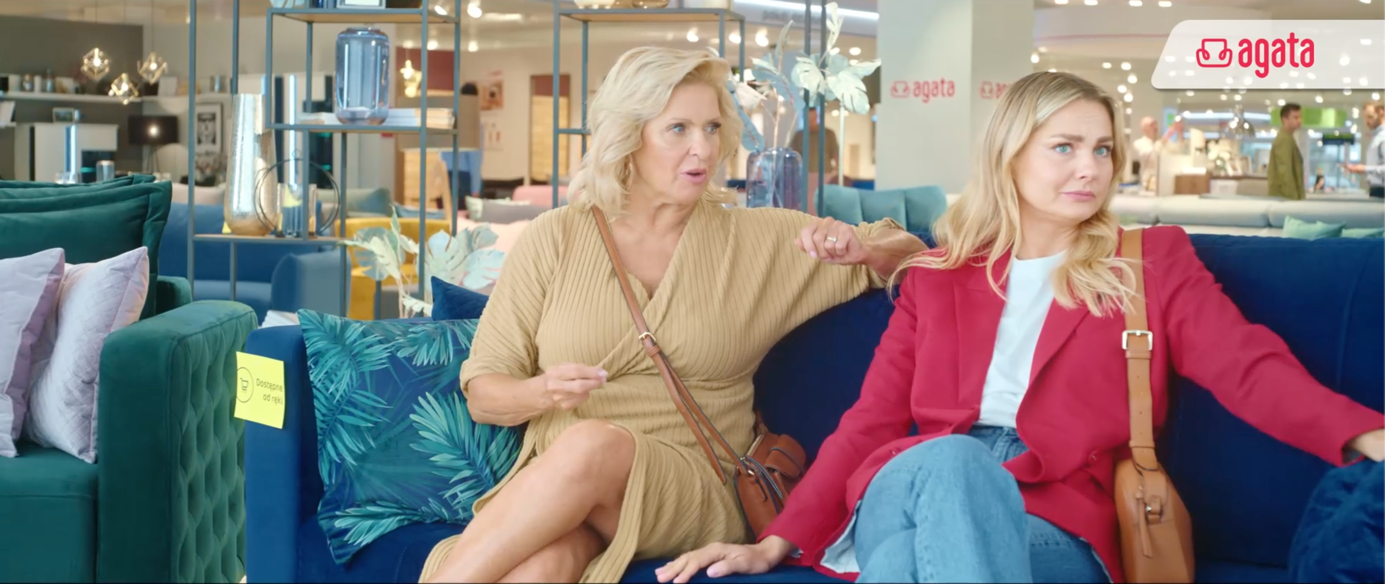 agata
agata
Dostępne
od ręki